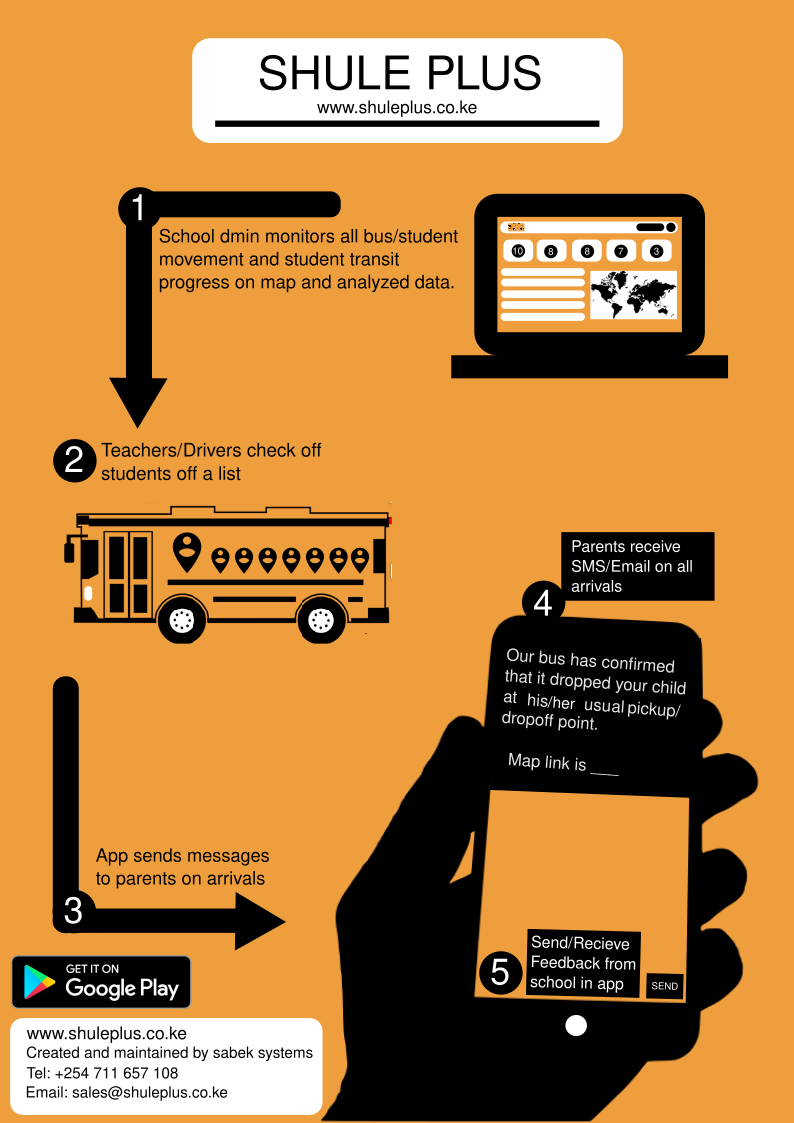 SHULE PLUS
www.shuleplus.co.ke
1
School dmin monitors all bus/student
movement and student transit
progress on map and analyzed data.
10 8 8 7 3
2
Teachers/Drivers check off
students off a list
Parents receive
SMS/Email on all
arrivals
4
Our bus has confirmed
that it dropped your child
at his/her usual pickup/
dropoff point.
Map link is ___
App sends messages
to parents on arrivals
3
5
Send/Recieve
Feedback from
school in app
SEND
GET IT ON
Google Play
www.shuleplus.co.ke
Created and maintained by sabek systems
Tel: +254 711 657 108
Email: sales@shuleplus.co.ke